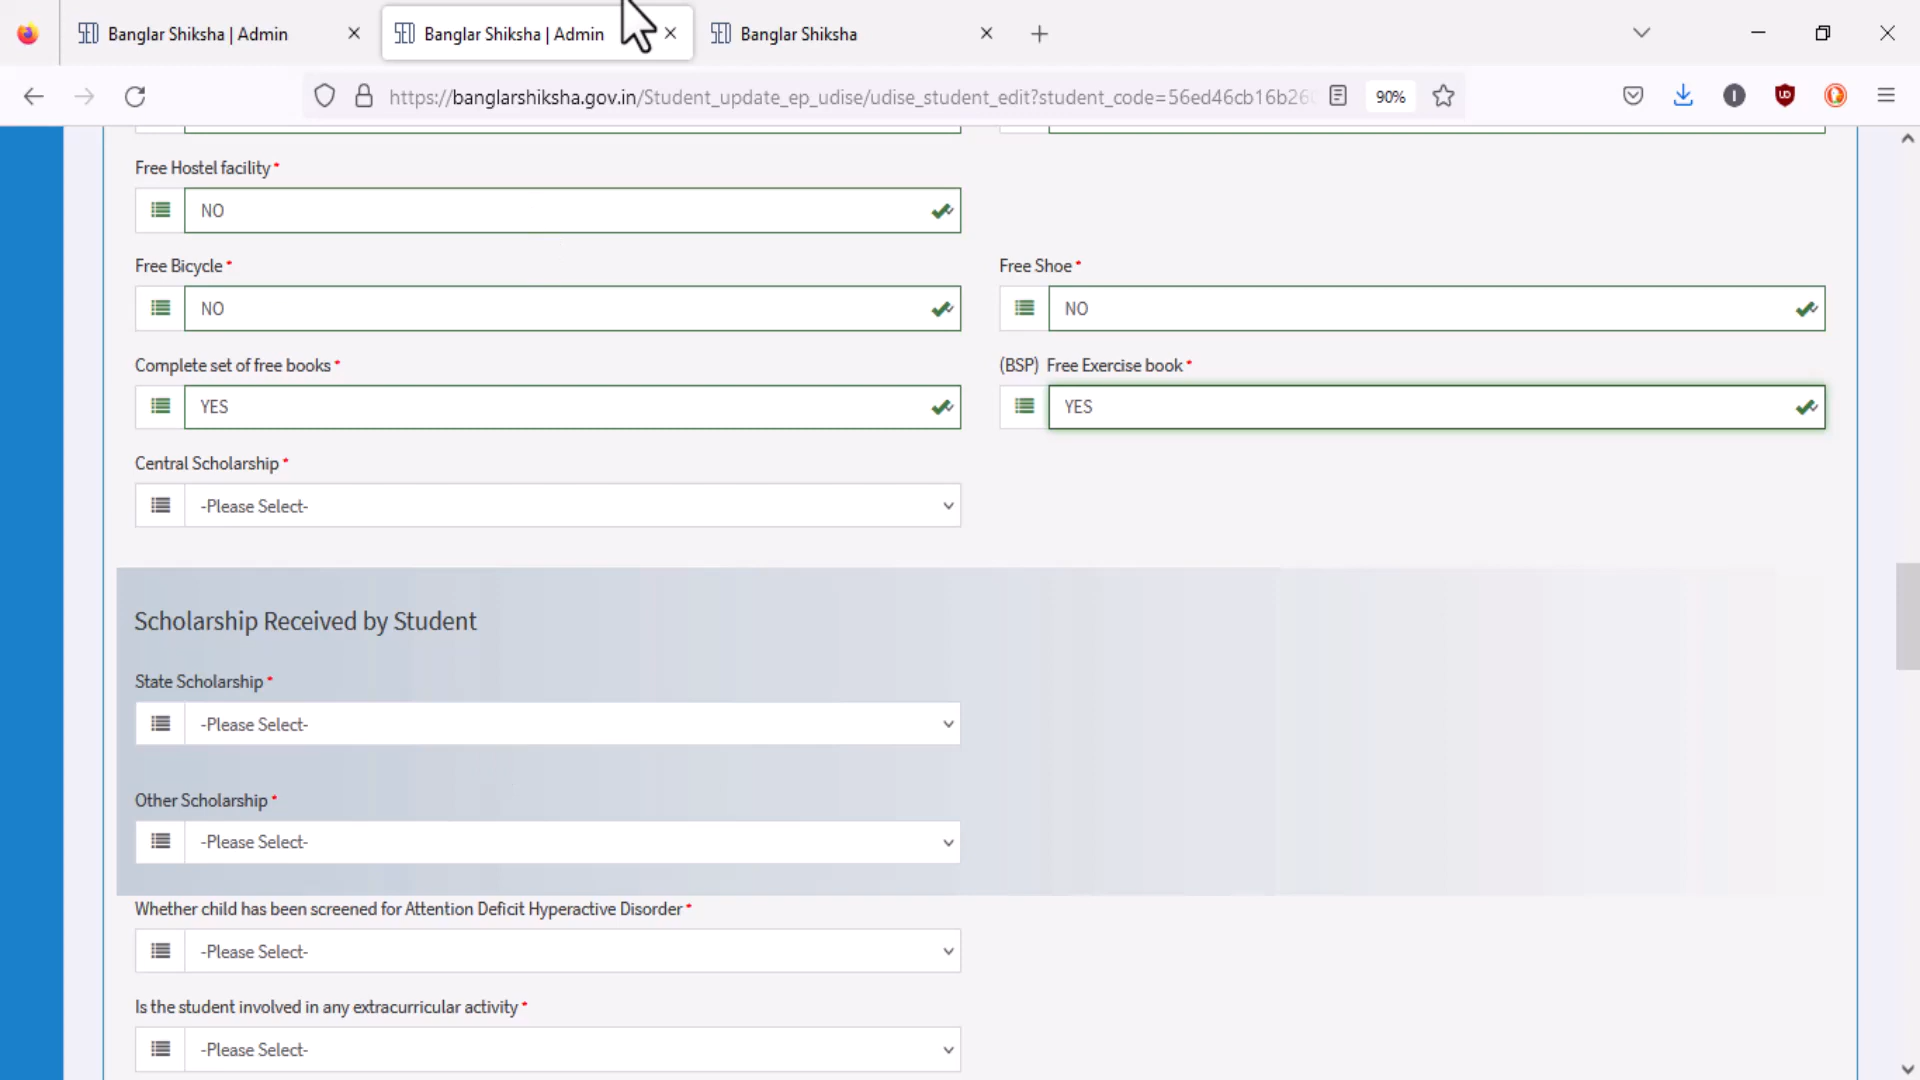 Banglar Shiksha | Admin
Banglar Shiksha | Admin
Banglar Shiksha
https://banglarshiksha.gov.in/Student_update_ep_udise/udise_student_edit?student_code=56ed46cb16b26
90%
Free Hostel facility *
NO
Free Bicycle *
Free Shoe *
NO
NO
Complete set of free books *
(BSP) Free Exercise book *
YES
YES
Central Scholarship *
-Please Select-
Scholarship Received by Student
State Scholarship *
-Please Select-
Other Scholarship *
-Please Select-
Whether child has been screened for Attention Deficit Hyperactive Disorder *
-Please Select-
Is the student involved in any extracurricular activity *
-Please Select-